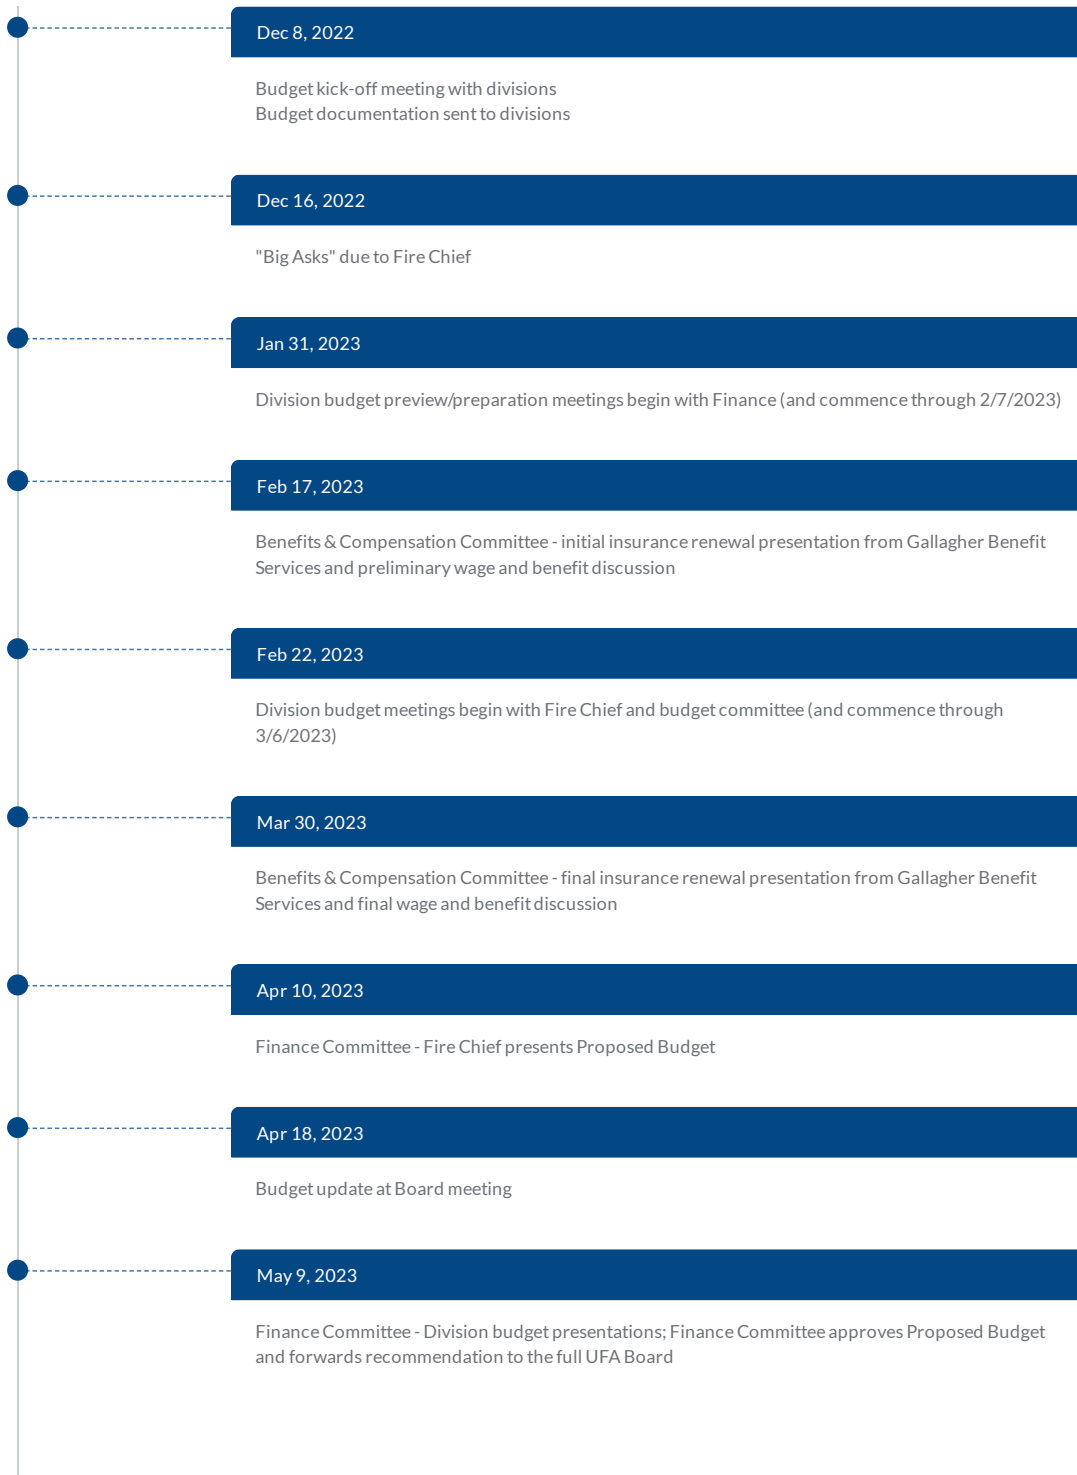 Dec 8, 2022
Budget kick-off meeting with divisions
Budget documentation sent to divisions
Dec 16, 2022
"Big Asks" due to Fire Chief
Jan 31, 2023
Division budget preview/preparation meetings begin with Finance (and commence through 2/7/2023)
Feb 17, 2023
Benefits & Compensation Committee - initial insurance renewal presentation from Gallagher Benefit
Services and preliminary wage and benefit discussion
Feb 22, 2023
Division budget meetings begin with Fire Chief and budget committee (and commence through
3/6/2023)
Mar 30, 2023
Benefits & Compensation Committee - final insurance renewal presentation from Gallagher Benefit
Services and final wage and benefit discussion
Apr 10, 2023
Finance Committee - Fire Chief presents Proposed Budget
Apr 18, 2023
Budget update at Board meeting
May 9, 2023
Finance Committee - Division budget presentations; Finance Committee approves Proposed Budget
and forwards recommendation to the full UFA Board